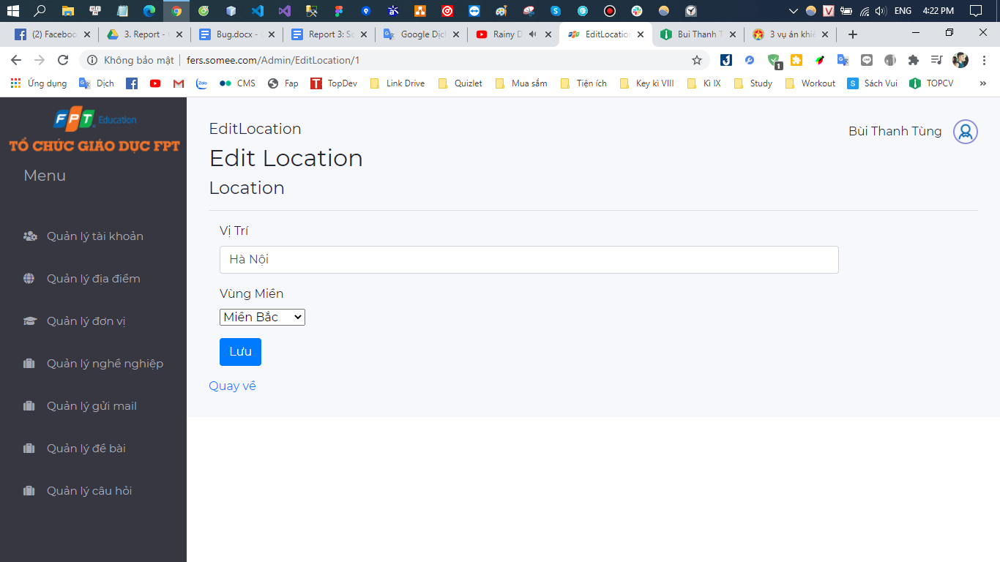 ENG 4:22 PM
(2) Faceboo
3. Report -
Bug.docx -
Report 3: So
Google Dịch
Rainy D
EditLocation
Bui Thanh T
3 vụ án khiế
Không bảo mật fers.somee.com/Admin/EditLocation/1
1
Ứng dụng Dịch Zalo CMS Fap TopDev Link Drive Quizlet Mua sắm Tiện ích Key kì VIII Kì IX Study Workout Sách Vui TOPCV »
FPT Education
TỔ CHỨC GIÁO DỤC FPT
Menu
Quản lý tài khoản
Quản lý địa điểm
Quản lý đơn vị
Quản lý nghề nghiệp
Quản lý gửi mail
Quản lý đề bài
Quản lý câu hỏi
EditLocation
Bùi Thanh Tùng
Edit Location
Location
Vị Trí
Hà Nội
Vùng Miền
Miền Bắc
Lưu
Quay về